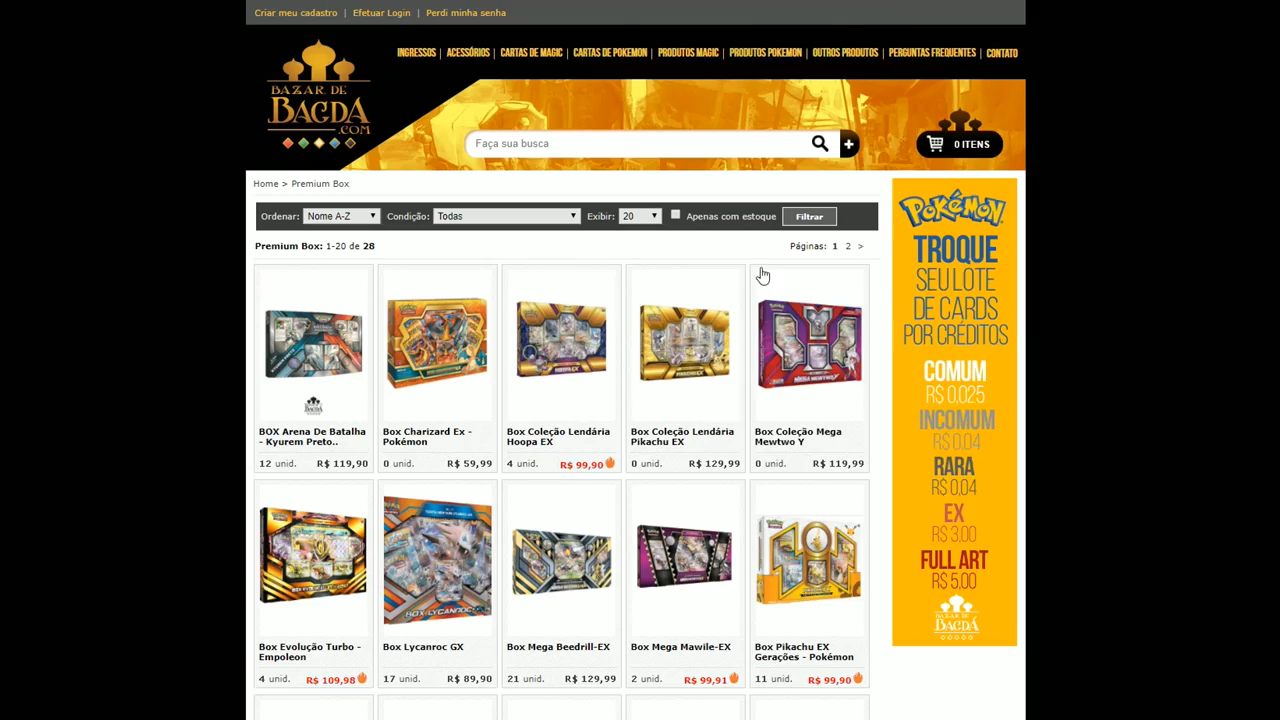 Criar meu cadastro | Efetuar Login | Perdi minha senha
INGRESSOS | ACESSÓRIOS | CARTAS DE MAGIC | CARTAS DE POKEMON | PRODUTOS MAGIC | PRODUTOS POKEMON | OUTROS PRODUTOS | PERGUNTAS FREQUENTES | CONTATO
BAZAR DE
BAGDÁ
.COM
Faça sua busca
+
0 ITENS
Home > Premium Box
Ordenar: Nome A-Z Condição: Todas Exibir: 20 Apenas com estoque Filtrar
Premium Box: 1-20 de 28
Páginas: 1 2 >
BOX Arena De Batalha
- Kyurem Preto..
12 unid. R$ 119,90
Box Charizard Ex -
Pokémon
0 unid. R$ 59,99
Box Coleção Lendária
Hoopa EX
4 unid. R$ 99,90
Box Coleção Lendária
Pikachu EX
0 unid. R$ 129,99
Box Coleção Mega
Mewtwo Y
0 unid. R$ 119,99
BOX LYCANROC
Box Evolução Turbo -
Empoleon
4 unid. R$ 109,98
Box Lycanroc GX
17 unid. R$ 89,90
Box Mega Beedrill-EX
21 unid. R$ 129,99
Box Mega Mawile-EX
2 unid. R$ 99,91
Box Pikachu EX
Gerações - Pokémon
11 unid. R$ 99,90
POKÉMON
TROQUE
SEU LOTE
DE CARDS
POR CRÉDITOS
COMUM
R$ 0,025
INCOMUM
R$ 0.04
RARA
R$ 0,04
EX
R$ 3.00
FULL ART
R$ 5,00
BAZAR DE
BAGDÁ